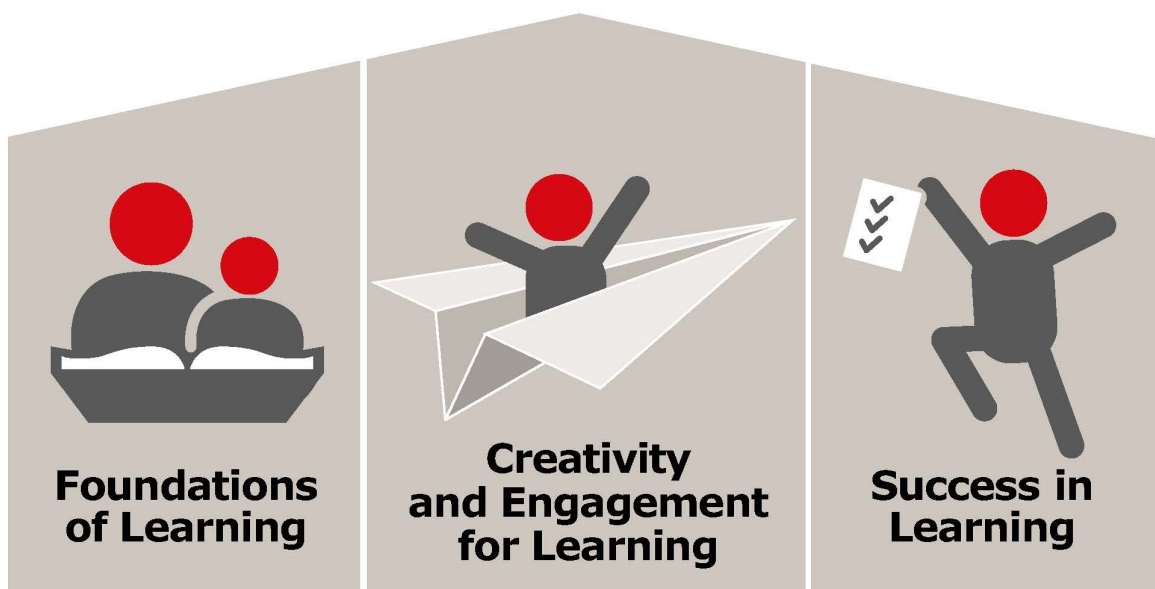 Foundations
of Learning
Creativity
and Engagement
for Learning
Success in
Learning